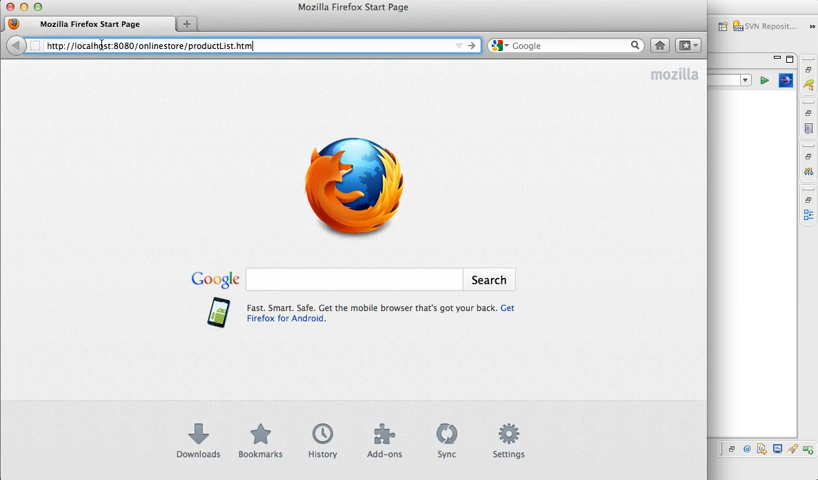 Mozilla Firefox Start Page
Mozilla Firefox Start Page
SVN Reposit...
http://localhost:8080/onlinestore/productList.htm
Google
mozilla
Google
Search
Fast. Smart. Safe. Get the mobile browser that's got your back. Get
Firefox for Android.
Downloads
Bookmarks
History
Add-ons
Sync
Settings